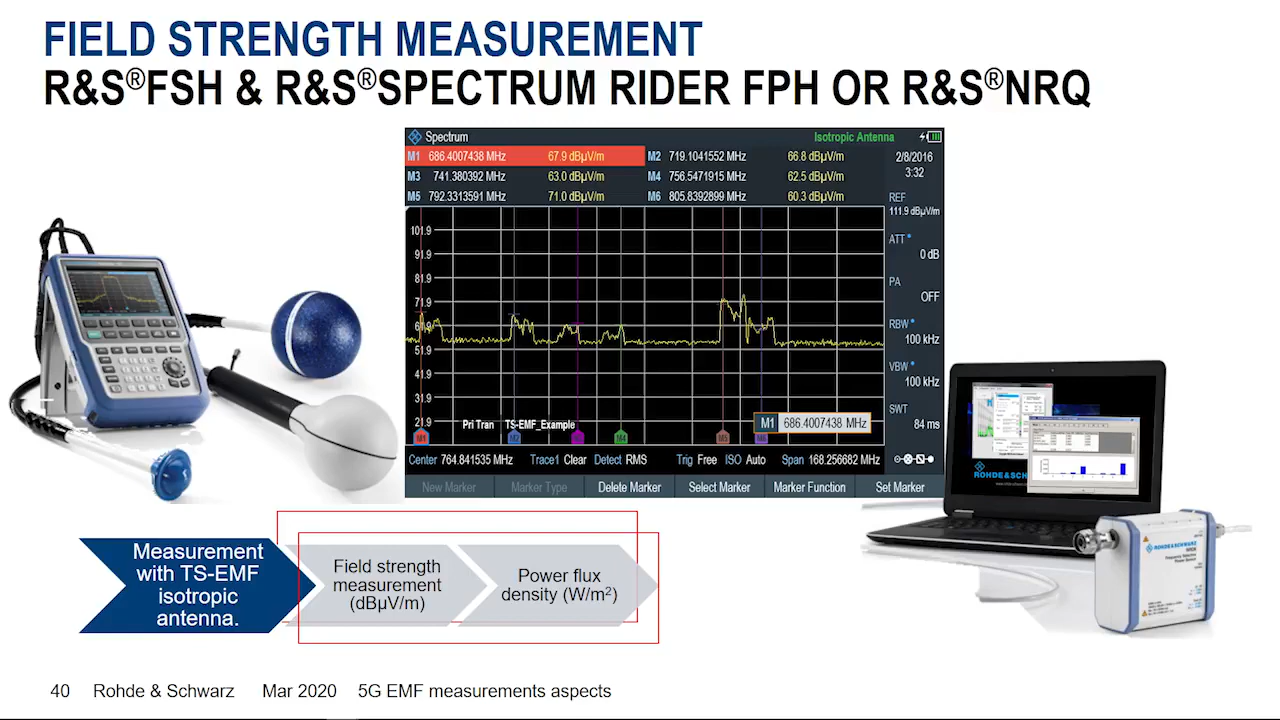 FIELD STRENGTH MEASUREMENT
R&S®FSH & R&S®SPECTRUM RIDER FPH OR R&S®NRQ
Spectrum
Isotropic Antenna
M1 686.4007438 MHz 67.9 dBµV/m
M2 719.1041552 MHz 66.8 dBµV/m
M3 741.380392 MHz 63.0 dBµV/m
M4 756.5471915 MHz 62.5 dBµV/m
M5 792.3313591 MHz 71.0 dBµV/m
M6 805.8392899 MHz 60.3 dBµV/m
2/8/2016
3:32
REF
111.9 dBµV/m
ATT
0 dB
PA
OFF
RBW
100 kHz
VBW
100 kHz
SWT
84 ms
101.9
91.9
81.9
71.9
61.9
51.9
41.9
31.9
21.9
Pri Tran TS-EMF_Example
M1 686.4007438 MHz
M1
M2
M4
M5
M6
Center 764.841535 MHz Trace1 Clear Detect RMS Trig Free ISO Auto Span 168.256682 MHz
New Marker
Marker Type
Delete Marker
Select Marker
Marker Function
Set Marker
ROHDE & SCHWARZ
Measurement
with TS-EMF
isotropic
antenna.
Field strength
measurement
(dBµV/m)
Power flux
density (W/m²)
40 Rohde & Schwarz Mar 2020 5G EMF measurements aspects